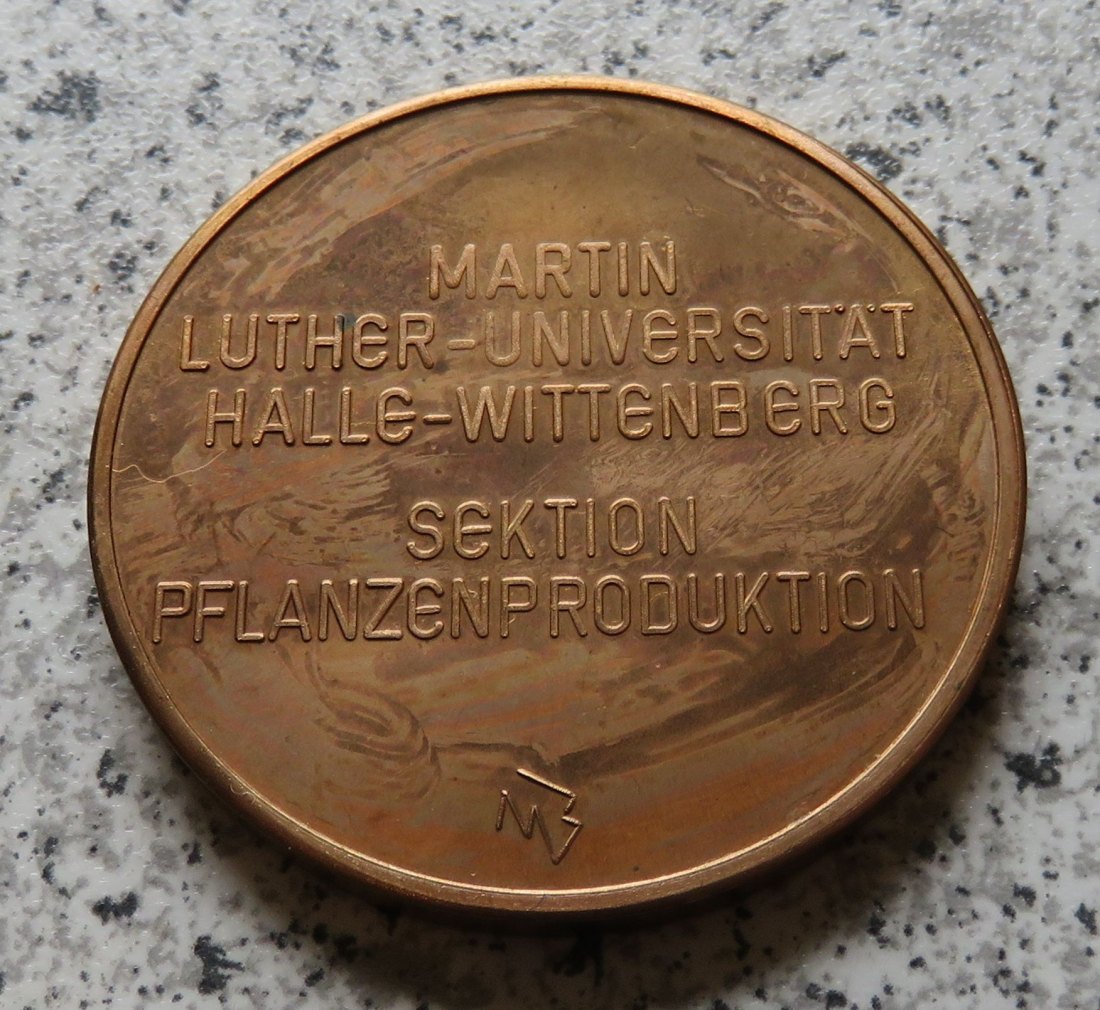 MARTIN
LUTHER-UNIVERSITÄT
HALLE-WITTENBERG
SEKTION
PFLANZENPRODUKTION